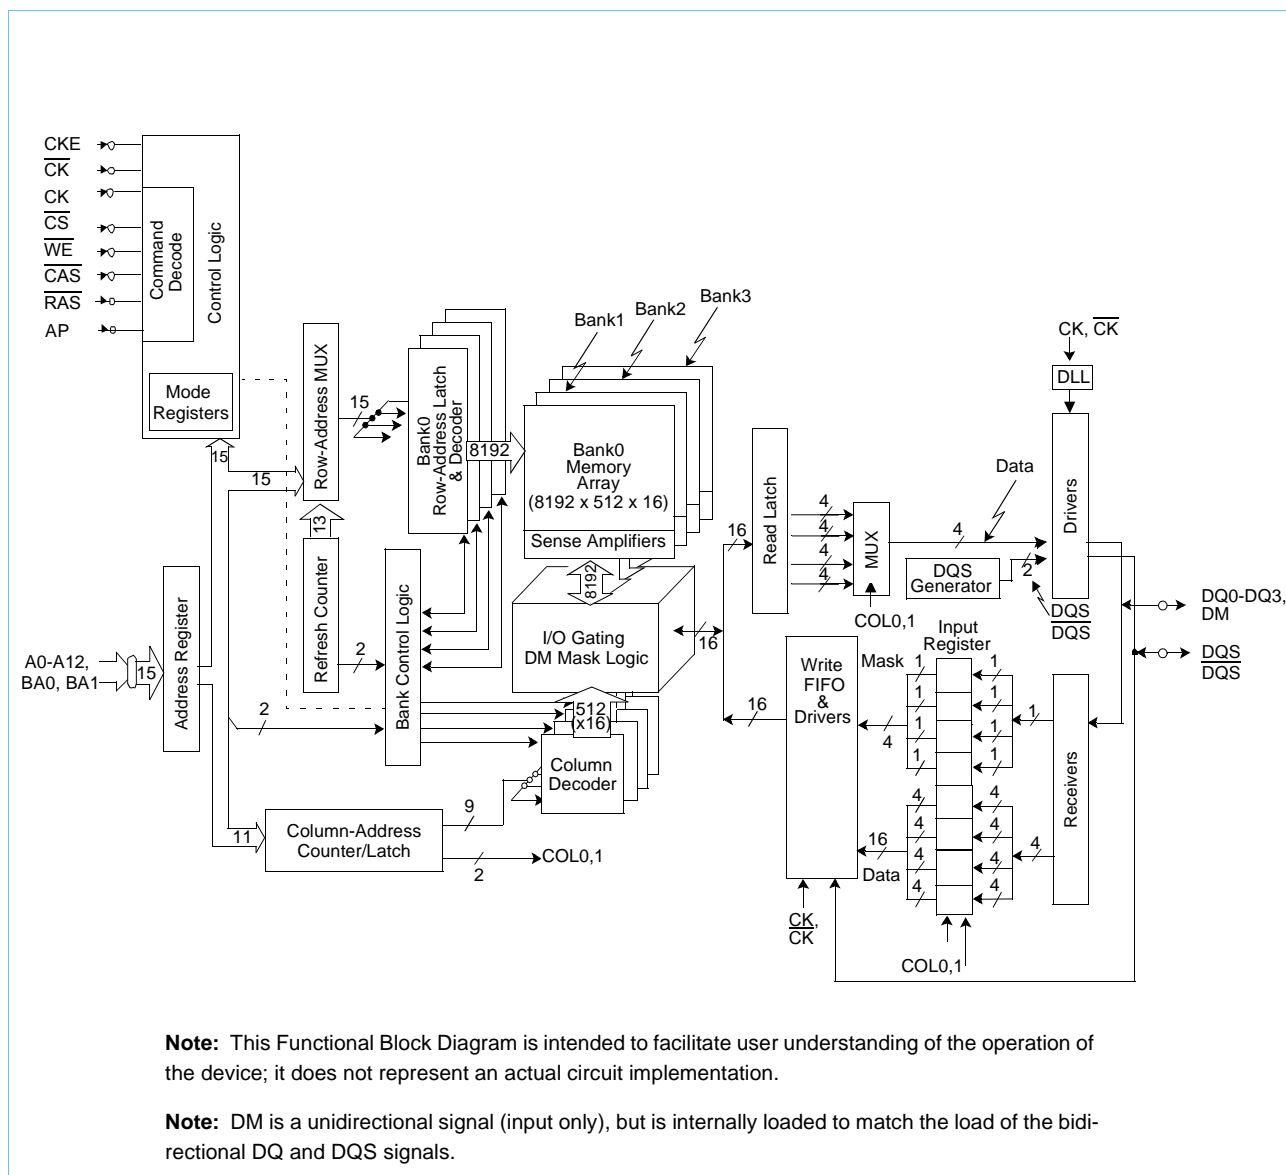 CKE
CK
CK
CS
WE
CAS
RAS
AP
Command
Decode
Control Logic
Mode
Registers
15
15
Row-Address MUX
13
Refresh Counter
15
Bank0
Row-Address Latch
& Decoder
8192
Bank1
Bank2
Bank3
Bank0
Memory
Array
(8192 x 512 x 16)
Sense Amplifiers
8192
I/O Gating
DM Mask Logic
16
512
(x16)
Column
Decoder
Bank Control Logic
2
2
A0-A12,
BA0, BA1
15
Address Register
11
Column-Address
Counter/Latch
9
2
COL0,1
16
Read Latch
4
4
4
4
MUX
COL0,1
4
Data
DQS
Generator
2
DQS
DQS
CK, CK
DLL
Drivers
DQ0-DQ3,
DM
DQS
DQS
16
Write
FIFO
&
Drivers
Mask
Input
Register
1
1
1
1
4
1
1
1
1
1
4
4
4
4
16
Data
4
4
4
4
4
Receivers
CK,
CK
COL0,1
Note: This Functional Block Diagram is intended to facilitate user understanding of the operation of
the device; it does not represent an actual circuit implementation.
Note: DM is a unidirectional signal (input only), but is internally loaded to match the load of the bidi-
rectional DQ and DQS signals.